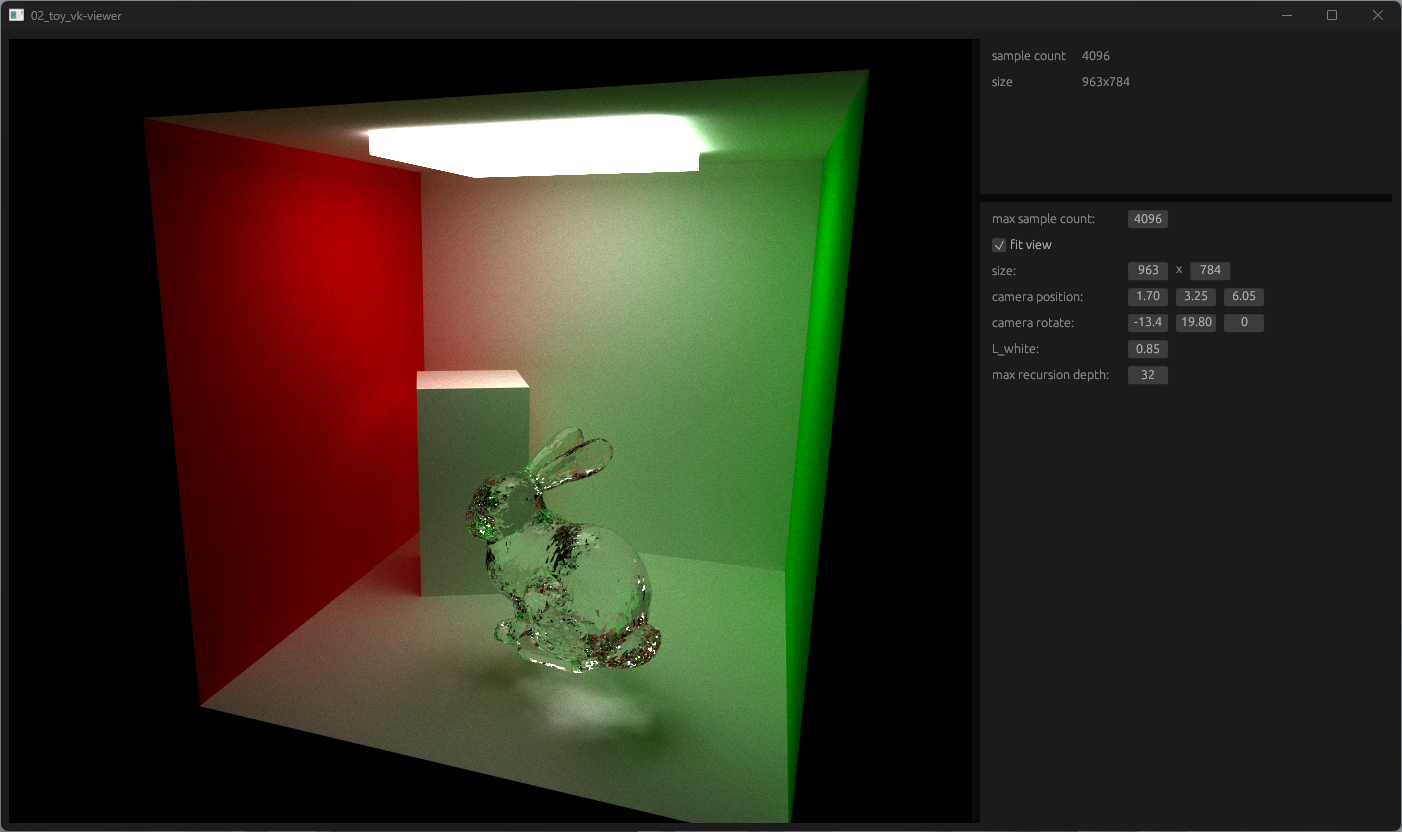 02_toy_vk-viewer
sample count 4096
size 963x784
max sample count: 4096
fit view
size: 963 x 784
camera position: 1.70 3.25 6.05
camera rotate: -13.4 19.80 0
L_white: 0.85
max recursion depth: 32